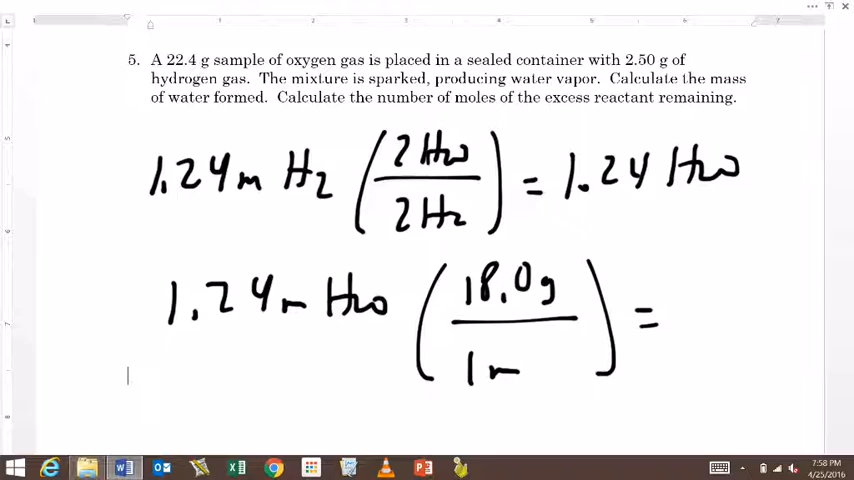 5. A 22.4 g sample of oxygen gas is placed in a sealed container with 2.50 g of
hydrogen gas. The mixture is sparked, producing water vapor. Calculate the mass
of water formed. Calculate the number of moles of the excess reactant remaining.
1.24 m H2 (2 H2O / 2 H2) = 1.24 H2O
1.24 m H2O (18.0g / 1 m) =
7:58 PM
4/25/2016